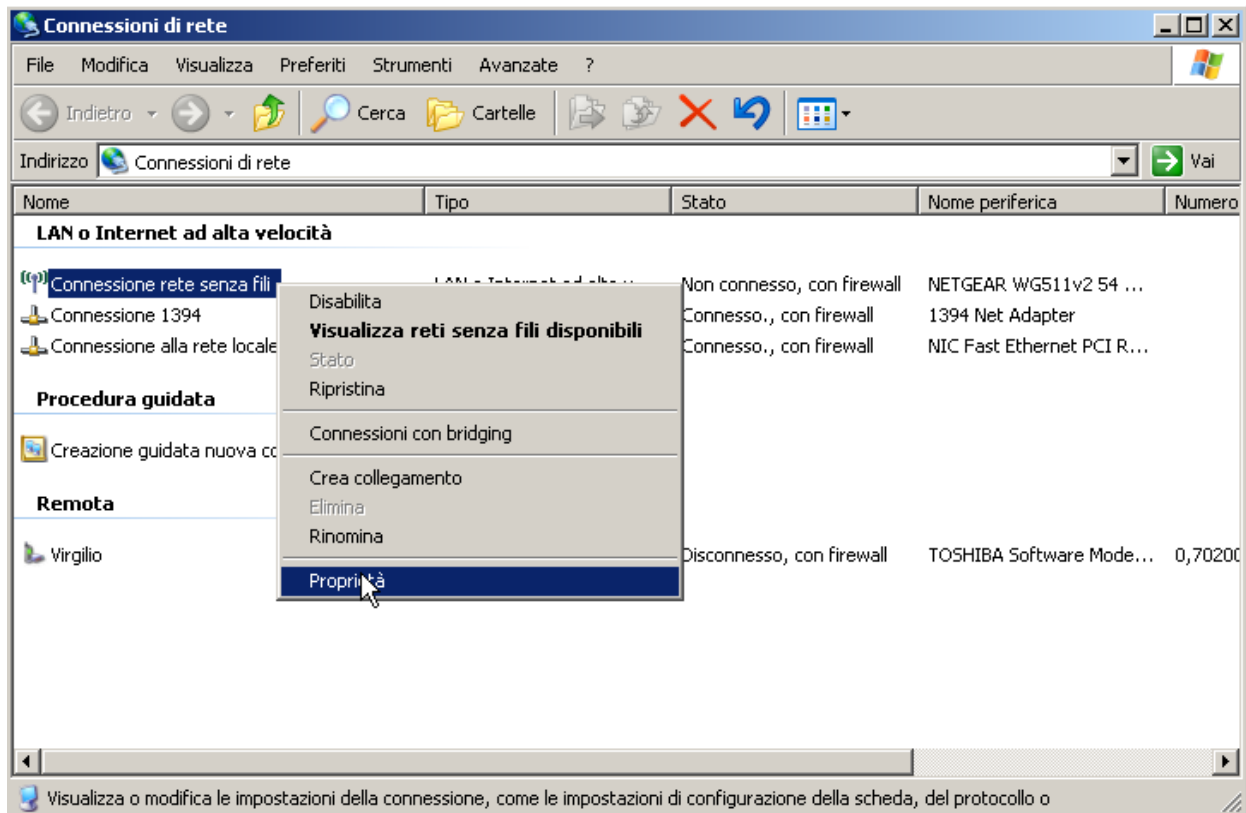 Connessioni di rete
File Modifica Visualizza Preferiti Strumenti Avanzate ?
Indietro Cerca Cartelle
Indirizzo Connessioni di rete Vai
Nome Tipo Stato Nome periferica Numero
LAN o Internet ad alta velocità
Connessione rete senza fili LAN o Internet ad alta v... Non connesso, con firewall NETGEAR WG511v2 54 ...
Connessione 1394 Connesso., con firewall 1394 Net Adapter
Connessione alla rete locale Connesso., con firewall NIC Fast Ethernet PCI R...
Procedura guidata
Creazione guidata nuova co
Remota
Virgilio Disconnesso, con firewall TOSHIBA Software Mode... 0,70200
Disabilita
Visualizza reti senza fili disponibili
Stato
Ripristina
Connessioni con bridging
Crea collegamento
Elimina
Rinomina
Proprietà
Visualizza o modifica le impostazioni della connessione, come le impostazioni di configurazione della scheda, del protocollo o